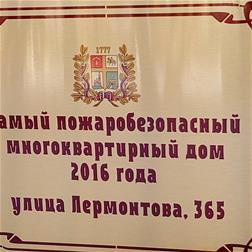 1777
амый пожаробезопасный
многоквартирный дом
2016 года
улица Лермонтова, 365